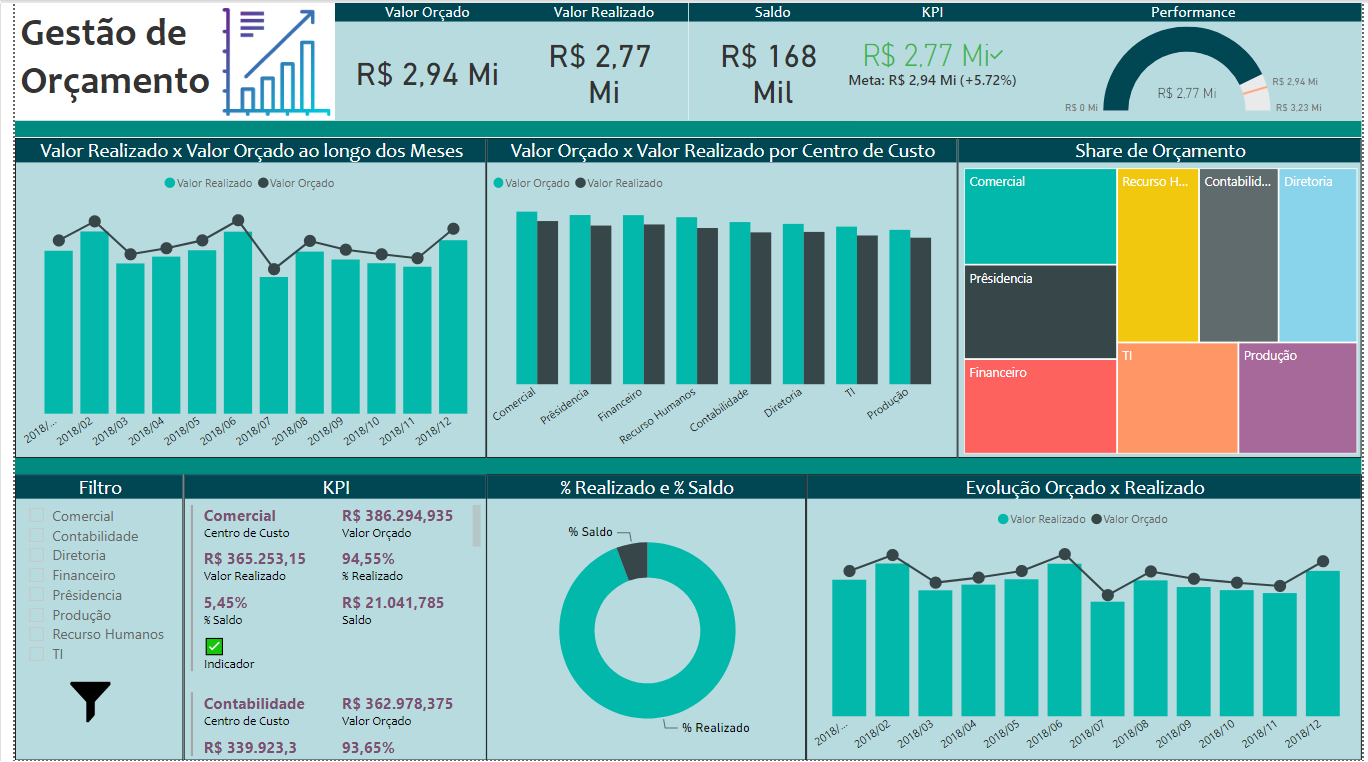 Gestão de
Orçamento
Valor Orçado
R$ 2,94 Mi
Valor Realizado
R$ 2,77
Mi
Saldo
R$ 168
Mil
KPI
R$ 2,77 Mi✓
Meta: R$ 2,94 Mi (+5.72%)
Performance
R$ 2,77 Mi
R$ 0 Mi
R$ 2,94 Mi
R$ 3,23 Mi
Valor Realizado x Valor Orçado ao longo dos Meses
Valor Realizado Valor Orçado
2018/... 2018/02 2018/03 2018/04 2018/05 2018/06 2018/07 2018/08 2018/09 2018/10 2018/11 2018/12
Valor Orçado x Valor Realizado por Centro de Custo
Valor Orçado Valor Realizado
Comercial Prêsidencia Financeiro Recurso Humanos Contabilidade Diretoria TI Produção
Share de Orçamento
Comercial
Recurso H...
Contabilid...
Diretoria
Prêsidencia
Financeiro
TI
Produção
Filtro
Comercial
Contabilidade
Diretoria
Financeiro
Prêsidencia
Produção
Recurso Humanos
TI
KPI
Comercial R$ 386.294,935
Centro de Custo Valor Orçado
R$ 365.253,15 94,55%
Valor Realizado % Realizado
5,45% R$ 21.041,785
% Saldo Saldo
Indicador
Contabilidade R$ 362.978,375
Centro de Custo Valor Orçado
R$ 339.923,3 93,65%
% Realizado e % Saldo
% Saldo
% Realizado
Evolução Orçado x Realizado
Valor Realizado Valor Orçado
2018/... 2018/02 2018/03 2018/04 2018/05 2018/06 2018/07 2018/08 2018/09 2018/10 2018/11 2018/12